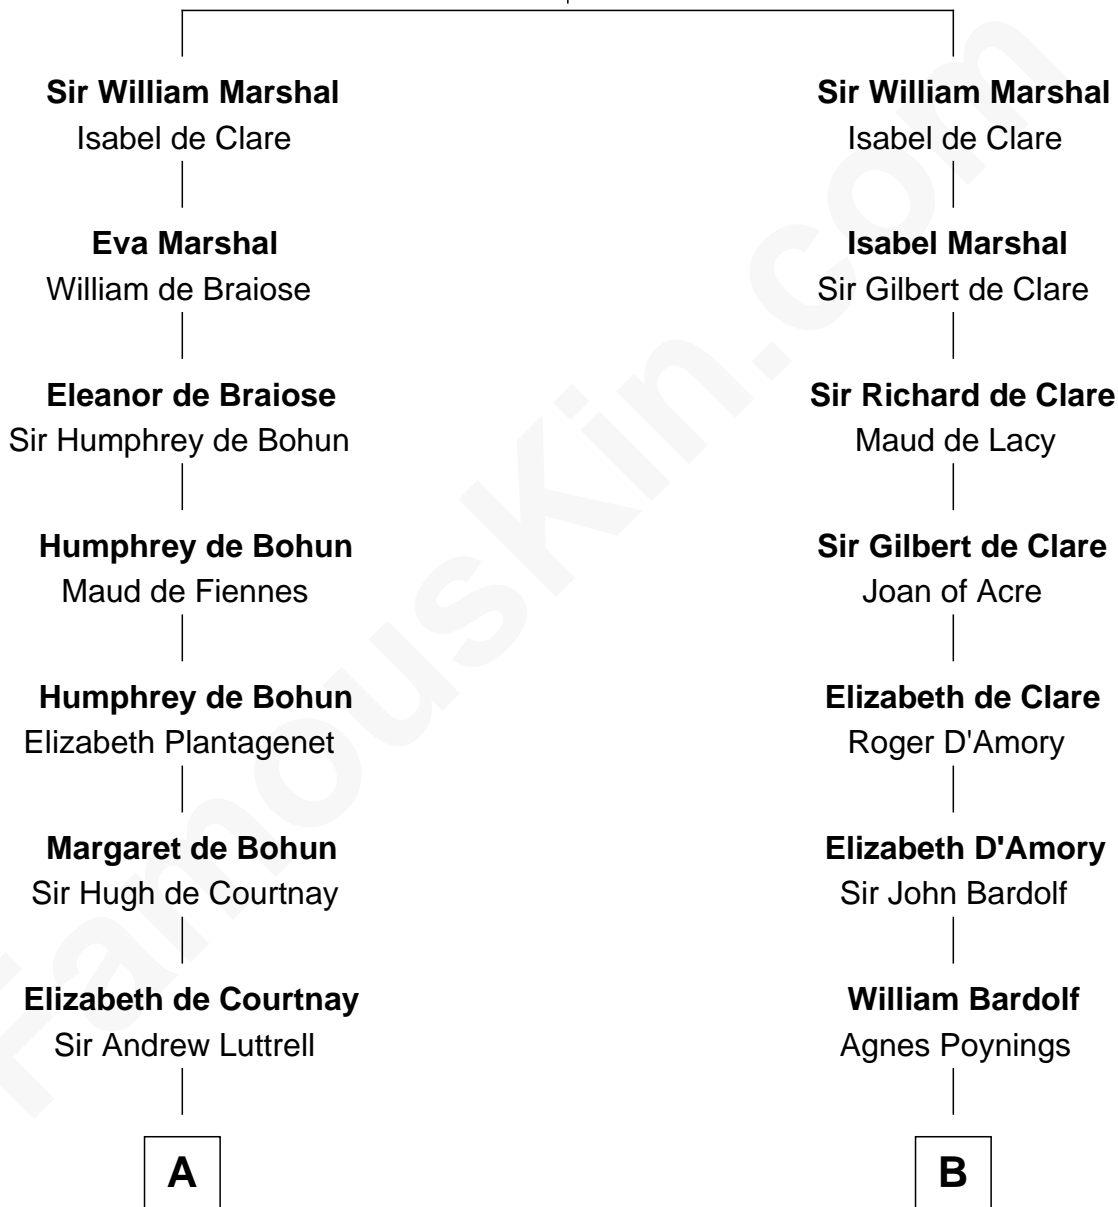 Sir William Marshal
Isabel de Clare
Eva Marshal
William de Braiose
Eleanor de Braiose
Sir Humphrey de Bohun
Humphrey de Bohun
Maud de Fiennes
Humphrey de Bohun
Elizabeth Plantagenet
Margaret de Bohun
Sir Hugh de Courtnay
Elizabeth de Courtnay
Sir Andrew Luttrell
A
Sir William Marshal
Isabel de Clare
Isabel Marshal
Sir Gilbert de Clare
Sir Richard de Clare
Maud de Lacy
Sir Gilbert de Clare
Joan of Acre
Elizabeth de Clare
Roger D'Amory
Elizabeth D'Amory
Sir John Bardolf
William Bardolf
Agnes Poynings
B
FamousKin.com